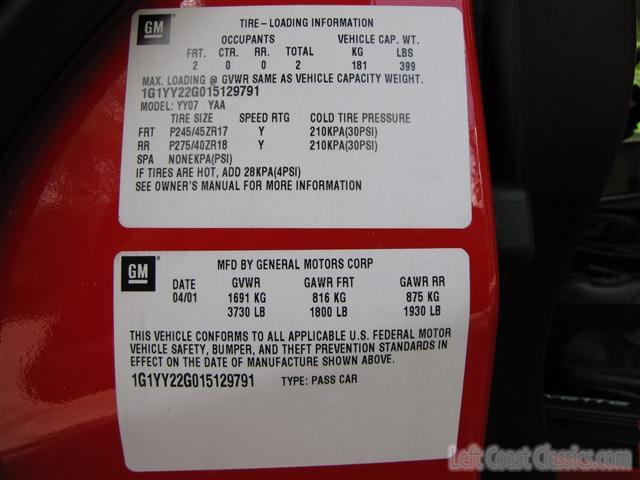 GM
TIRE-LOADING INFORMATION
OCCUPANTS VEHICLE CAP. WT.
FRT. CTR. RR. TOTAL KG LBS
2 0 0 2 181 399
MAX. LOADING @ GVWR SAME AS VEHICLE CAPACITY WEIGHT.
1G1YY22G015129791
MODEL: YY07 YAA
TIRE SIZE SPEED RTG COLD TIRE PRESSURE
FRT P245/45ZR17 Y 210KPA(30PSI)
RR P275/40ZR18 Y 210KPA(30PSI)
SPA NONEKPA(PSI)
IF TIRES ARE HOT, ADD 28KPA(4PSI)
SEE OWNER'S MANUAL FOR MORE INFORMATION
GM
MFD BY GENERAL MOTORS CORP
DATE GVWR GAWR FRT GAWR RR
04/01 1691 KG 816 KG 875 KG
3730 LB 1800 LB 1930 LB
THIS VEHICLE CONFORMS TO ALL APPLICABLE U.S. FEDERAL MOTOR
VEHICLE SAFETY, BUMPER, AND THEFT PREVENTION STANDARDS IN
EFFECT ON THE DATE OF MANUFACTURE SHOWN ABOVE.
1G1YY22G015129791 TYPE: PASS CAR
Left Coast Classics.com